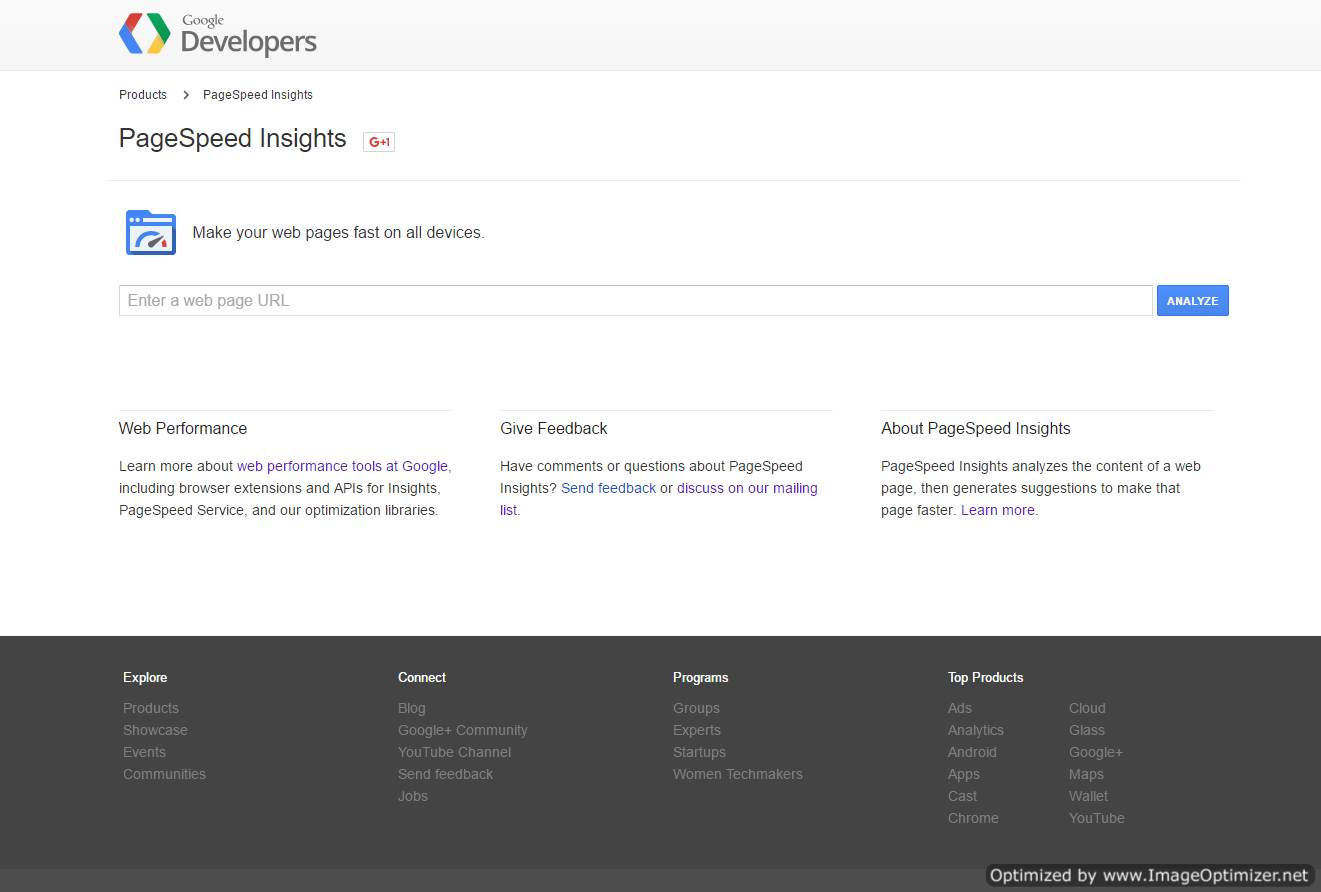 Google
Developers
Products > PageSpeed Insights
PageSpeed Insights
G+1
Make your web pages fast on all devices.
Enter a web page URL
ANALYZE
Web Performance
Learn more about web performance tools at Google,
including browser extensions and APIs for Insights,
PageSpeed Service, and our optimization libraries.
Give Feedback
Have comments or questions about PageSpeed
Insights? Send feedback or discuss on our mailing
list.
About PageSpeed Insights
PageSpeed Insights analyzes the content of a web
page, then generates suggestions to make that
page faster. Learn more.
Explore
Products
Showcase
Events
Communities
Connect
Blog
Google+ Community
YouTube Channel
Send feedback
Jobs
Programs
Groups
Experts
Startups
Women Techmakers
Top Products
Ads
Analytics
Android
Apps
Cast
Chrome
Cloud
Glass
Google+
Maps
Wallet
YouTube
Optimized by www.ImageOptimizer.net